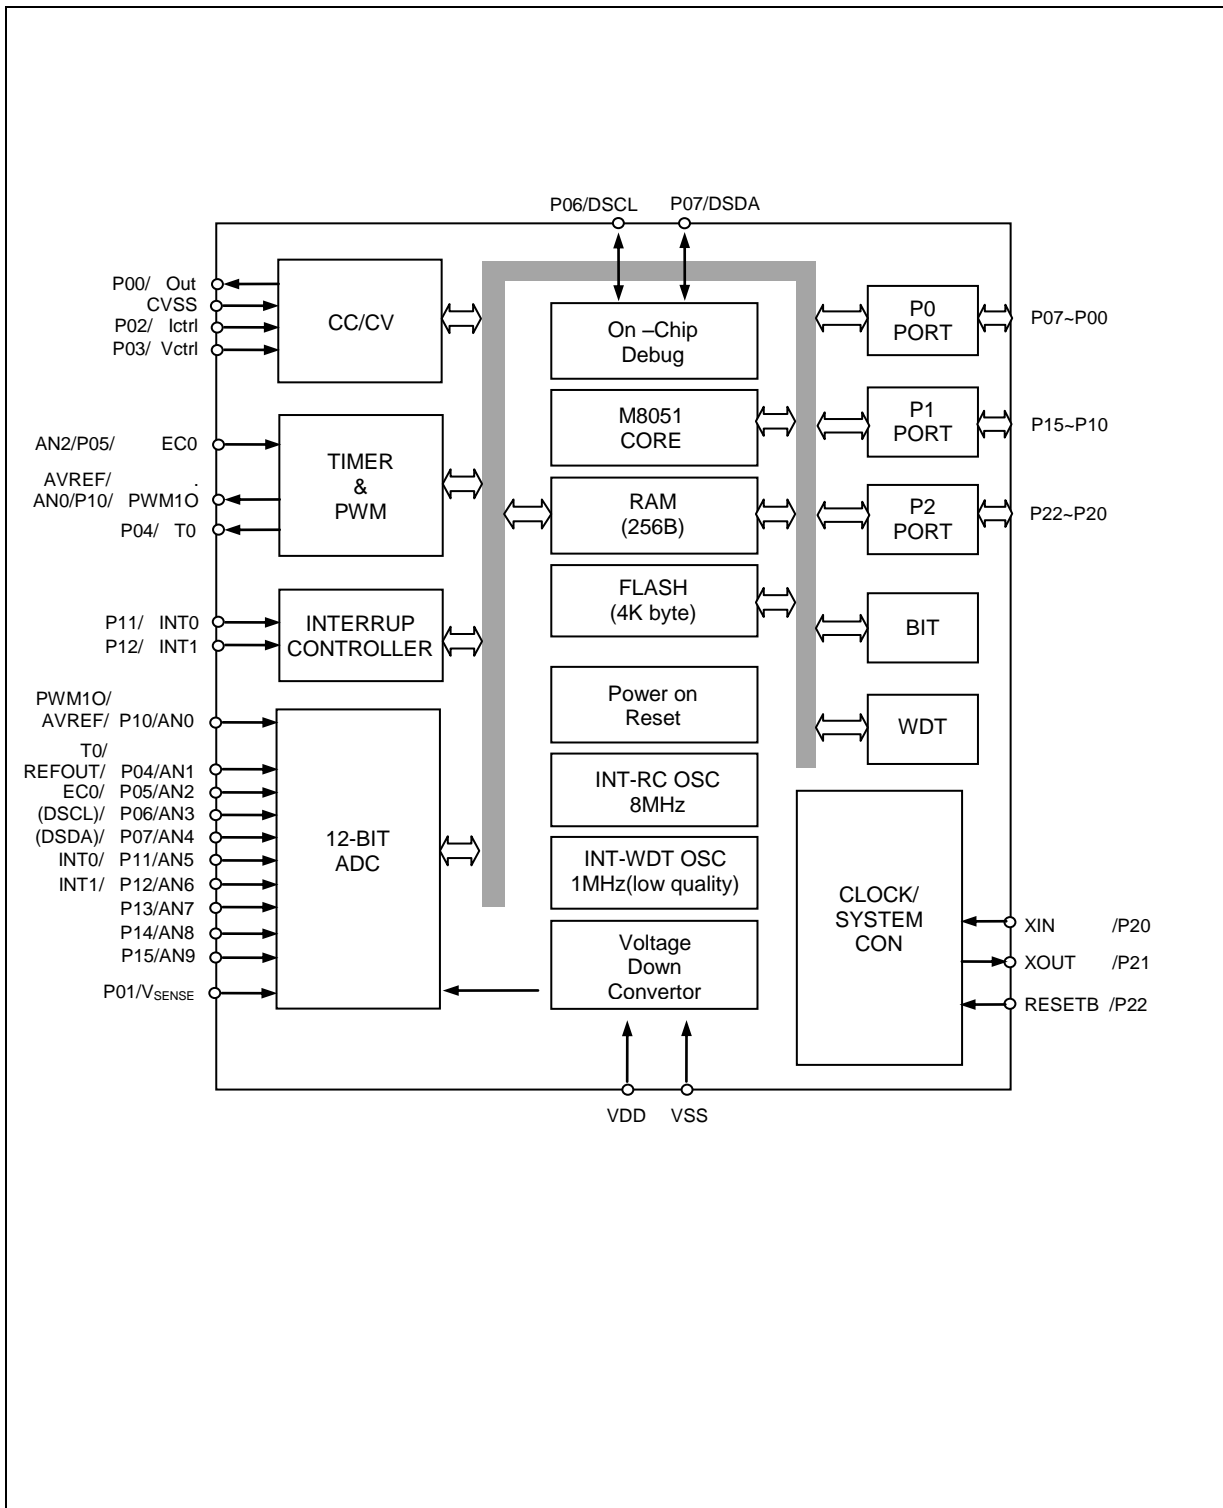 P06/DSCL P07/DSDA
P00/ Out
CVSS
P02/ Ictrl
P03/ Vctrl
CC/CV
On –Chip
Debug
P0
PORT
P07~P00
M8051
CORE
P1
PORT
P15~P10
AN2/P05/ EC0
AVREF/ .
AN0/P10/ PWM1O
P04/ T0
TIMER
&
PWM
RAM
(256B)
P2
PORT
P22~P20
FLASH
(4K byte)
P11/ INT0
P12/ INT1
INTERRUP
CONTROLLER
BIT
Power on
Reset
WDT
PWM1O/
AVREF/ P10/AN0
T0/
REFOUT/ P04/AN1
EC0/ P05/AN2
(DSCL)/ P06/AN3
(DSDA)/ P07/AN4
INT0/ P11/AN5
INT1/ P12/AN6
P13/AN7
P14/AN8
P15/AN9
P01/VSENSE
12-BIT
ADC
INT-RC OSC
8MHz
INT-WDT OSC
1MHz(low quality)
Voltage
Down
Convertor
CLOCK/
SYSTEM
CON
XIN /P20
XOUT /P21
RESETB /P22
VDD VSS